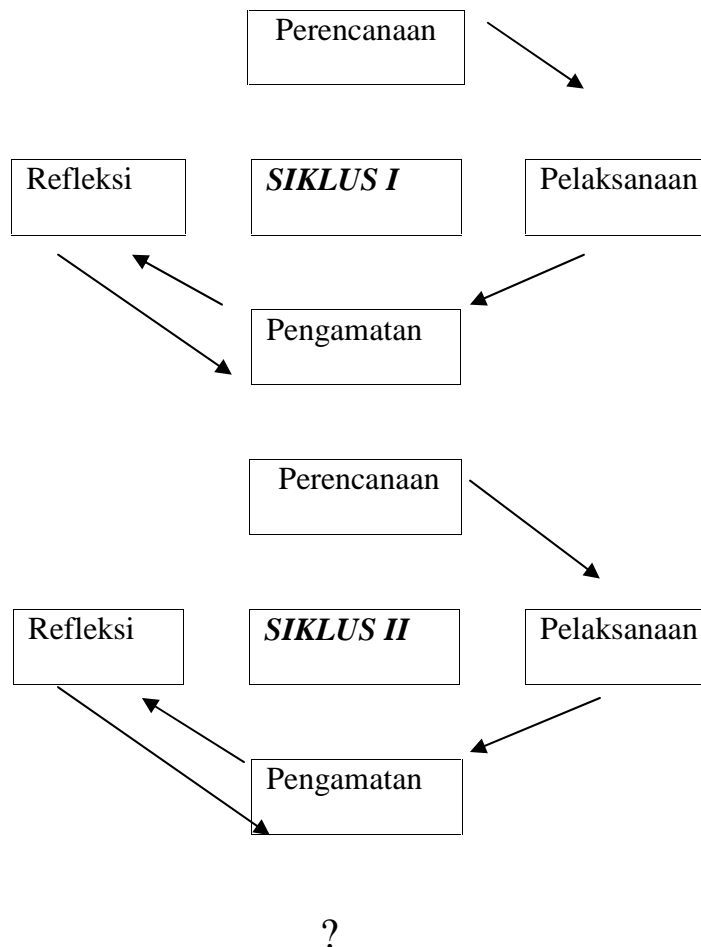 Perencanaan
Refleksi
SIKLUS I
Pelaksanaan
Pengamatan
Perencanaan
Refleksi
SIKLUS II
Pelaksanaan
Pengamatan
?